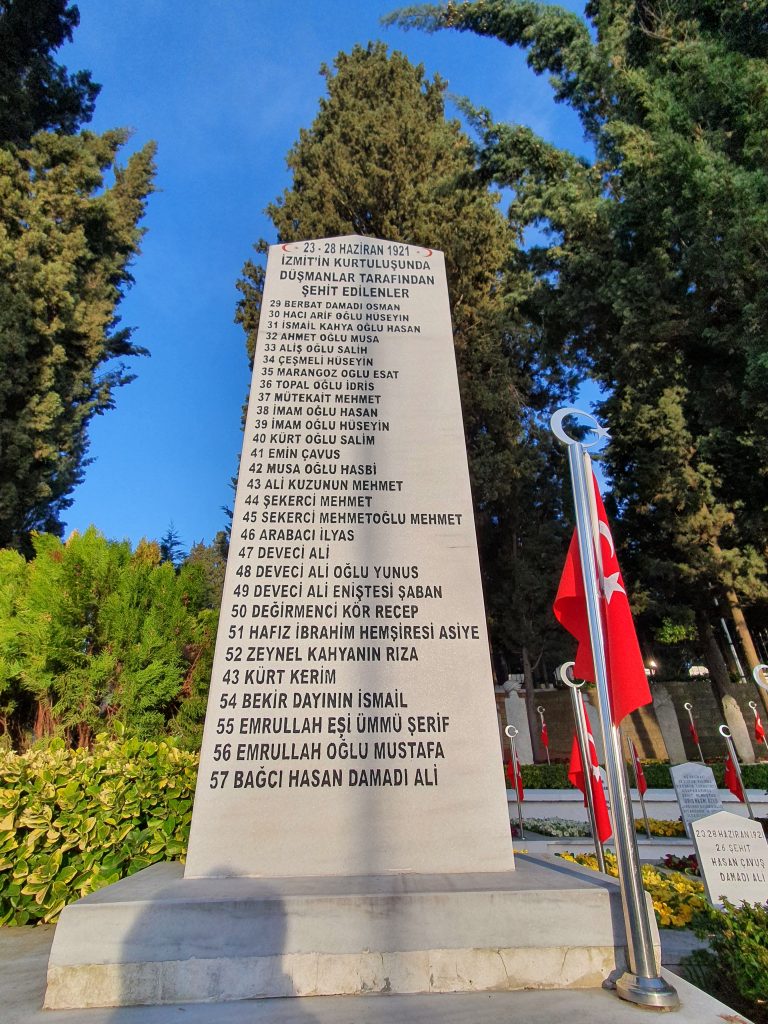 23 - 28 HAZİRAN 1921
İZMİT'İN KURTULUŞUNDA
DÜŞMANLAR TARAFINDAN
ŞEHİT EDİLENLER
29 BERBAT DAMADI OSMAN
30 HACI ARİF OĞLU HÜSEYİN
31 İSMAİL KAHYA OĞLU HASAN
32 AHMET OĞLU MUSA
33 ALİŞ OĞLU SALİH
34 ÇEŞMELİ HÜSEYİN
35 MARANGOZ OGLU ESAT
36 TOPAL OĞLU İDRİS
37 MÜTEKAİT MEHMET
38 İMAM OĞLU HASAN
39 İMAM OĞLU HÜSEYİN
40 KÜRT OĞLU SALİM
41 EMİN ÇAVUS
42 MUSA OĞLU HASBİ
43 ALİ KUZUNUN MEHMET
44 ŞEKERCİ MEHMET
45 SEKERCİ MEHMETOĞLU MEHMET
46 ARABACI İLYAS
47 DEVECİ ALİ
48 DEVECİ ALİ OĞLU YUNUS
49 DEVECİ ALİ ENİŞTESİ ŞABAN
50 DEĞİRMENCİ KÖR RECEP
51 HAFIZ İBRAHİM HEMŞİRESİ ASİYE
52 ZEYNEL KAHYANIN RIZA
43 KÜRT KERİM
54 BEKİR DAYININ İSMAİL
55 EMRULLAH EŞİ ÜMMÜ ŞERİF
56 EMRULLAH OĞLU MUSTAFA
57 BAĞCI HASAN DAMADI ALİ
23.28 HAZİRAN 192
26 ŞEHİT
HASAN ÇAVUŞ
DAMADI ALİ